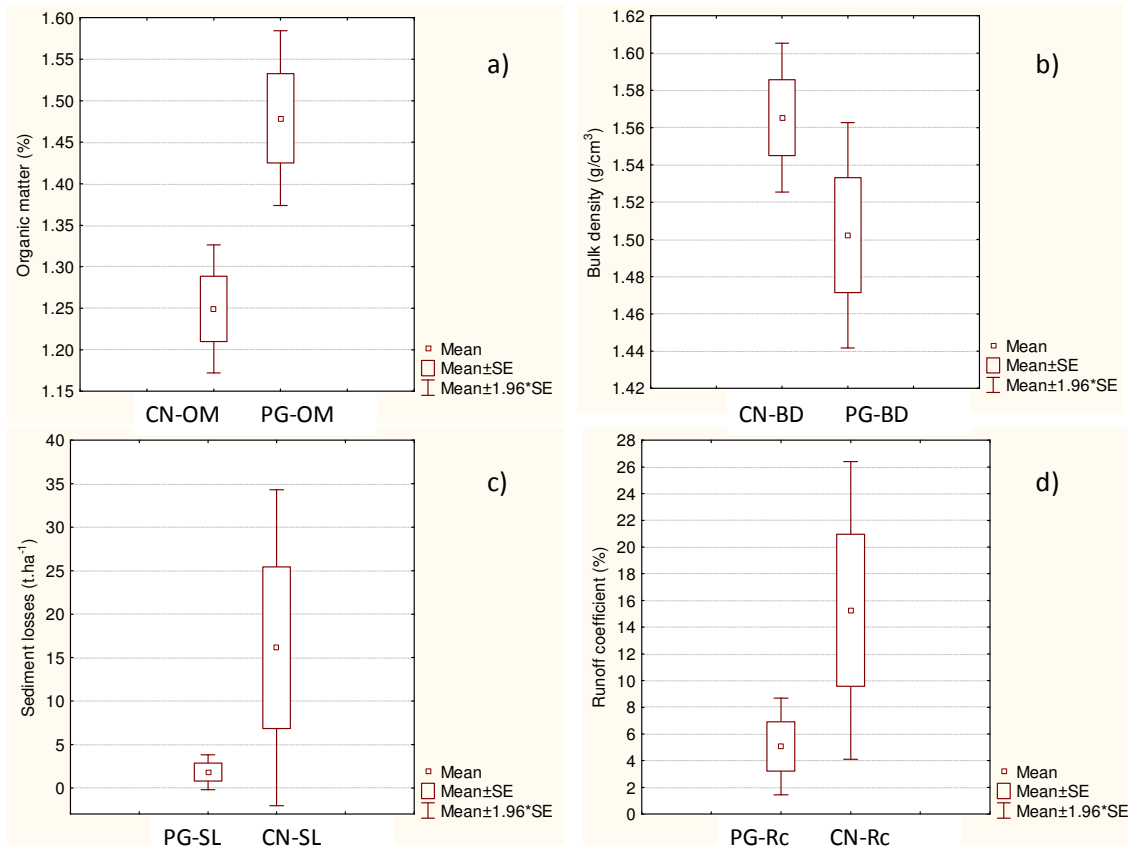 a)
Organic matter (%)
1.60
1.55
1.50
1.45
1.40
1.35
1.30
1.25
1.20
1.15
Mean
Mean±SE
Mean±1.96*SE
CN-OM PG-OM
b)
Bulk density (g/cm³)
1.62
1.60
1.58
1.56
1.54
1.52
1.50
1.48
1.46
1.44
1.42
Mean
Mean±SE
Mean±1.96*SE
CN-BD PG-BD
c)
Sediment losses (t.ha⁻¹)
40
35
30
25
20
15
10
5
0
Mean
Mean±SE
Mean±1.96*SE
PG-SL CN-SL
d)
Runoff coefficient (%)
28
26
24
22
20
18
16
14
12
10
8
6
4
2
0
Mean
Mean±SE
Mean±1.96*SE
PG-Rc CN-Rc